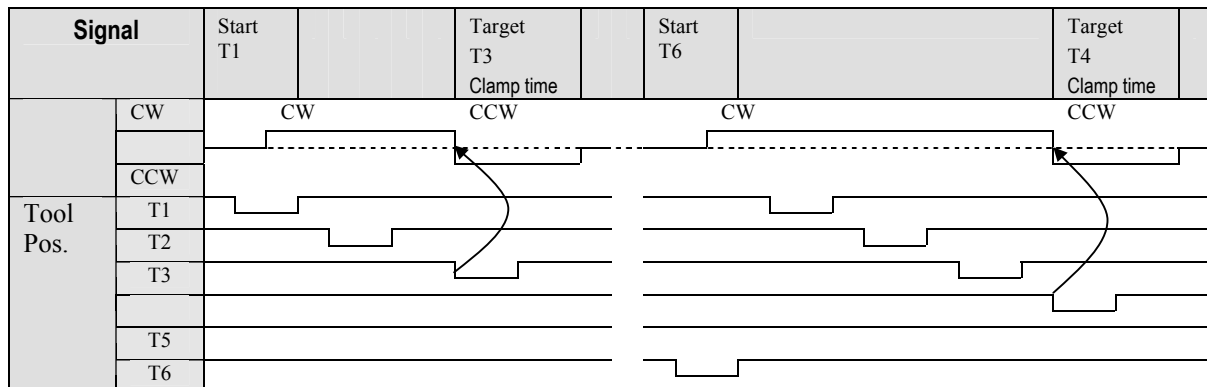 Signal Start Target Start Target
T1 T3 T6 T4
Clamp time Clamp time
CW CW CCW CW CCW
CCW
Tool T1
Pos. T2
T3
T5
T6